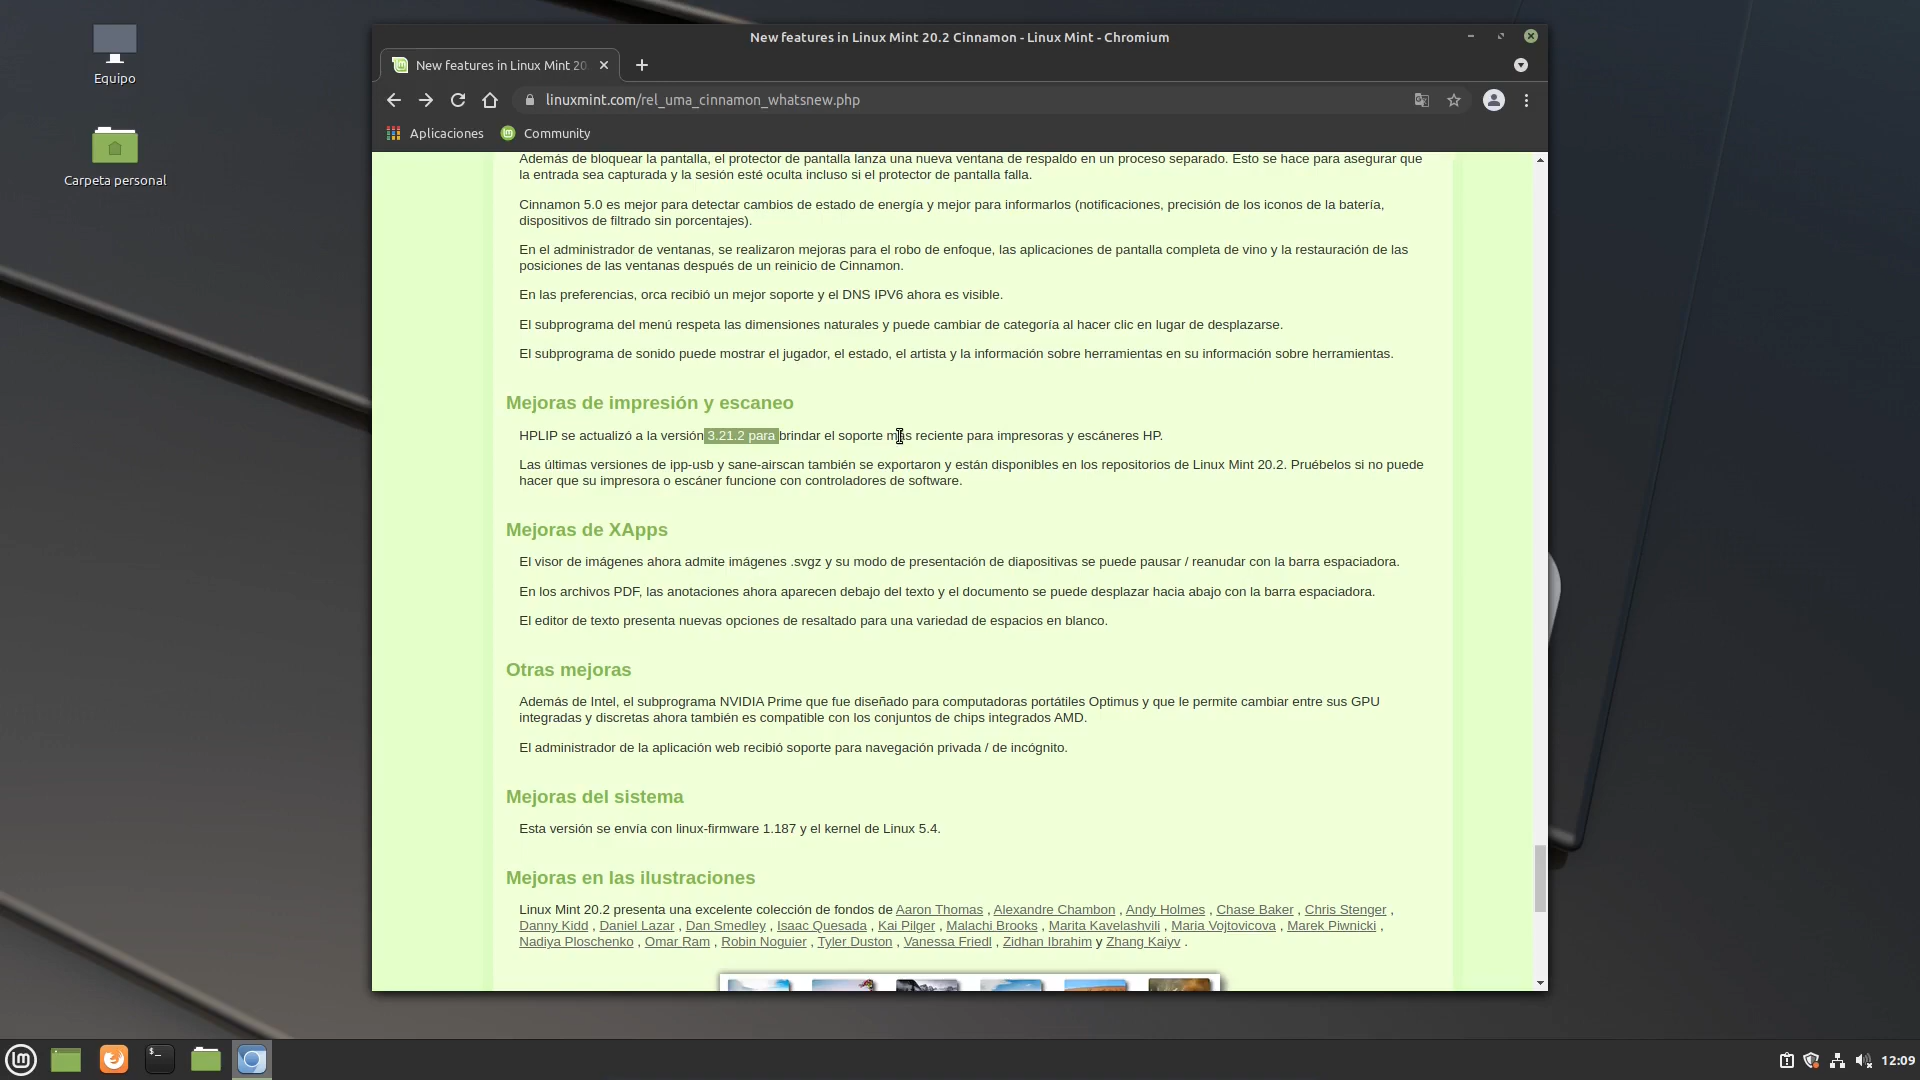 Equipo
Carpeta personal
New features in Linux Mint 20.2 Cinnamon - Linux Mint - Chromium
New features in Linux Mint 20
linuxmint.com/rel_uma_cinnamon_whatsnew.php
Aplicaciones
Community
Además de bloquear la pantalla, el protector de pantalla lanza una nueva ventana de respaldo en un proceso separado. Esto se hace para asegurar que
la entrada sea capturada y la sesión esté oculta incluso si el protector de pantalla falla.
Cinnamon 5.0 es mejor para detectar cambios de estado de energía y mejor para informarlos (notificaciones, precisión de los iconos de la batería,
dispositivos de filtrado sin porcentajes).
En el administrador de ventanas, se realizaron mejoras para el robo de enfoque, las aplicaciones de pantalla completa de vino y la restauración de las
posiciones de las ventanas después de un reinicio de Cinnamon.
En las preferencias, orca recibió un mejor soporte y el DNS IPV6 ahora es visible.
El subprograma del menú respeta las dimensiones naturales y puede cambiar de categoría al hacer clic en lugar de desplazarse.
El subprograma de sonido puede mostrar el jugador, el estado, el artista y la información sobre herramientas en su información sobre herramientas.
Mejoras de impresión y escaneo
HPLIP se actualizó a la versión 3.21.2 para brindar el soporte más reciente para impresoras y escáneres HP.
Las últimas versiones de ipp-usb y sane-airscan también se exportaron y están disponibles en los repositorios de Linux Mint 20.2. Pruébelos si no puede
hacer que su impresora o escáner funcione con controladores de software.
Mejoras de XApps
El visor de imágenes ahora admite imágenes .svgz y su modo de presentación de diapositivas se puede pausar / reanudar con la barra espaciadora.
En los archivos PDF, las anotaciones ahora aparecen debajo del texto y el documento se puede desplazar hacia abajo con la barra espaciadora.
El editor de texto presenta nuevas opciones de resaltado para una variedad de espacios en blanco.
Otras mejoras
Además de Intel, el subprograma NVIDIA Prime que fue diseñado para computadoras portátiles Optimus y que le permite cambiar entre sus GPU
integradas y discretas ahora también es compatible con los conjuntos de chips integrados AMD.
El administrador de la aplicación web recibió soporte para navegación privada / de incógnito.
Mejoras del sistema
Esta versión se envía con linux-firmware 1.187 y el kernel de Linux 5.4.
Mejoras en las ilustraciones
Linux Mint 20.2 presenta una excelente colección de fondos de Aaron Thomas , Alexandre Chambon , Andy Holmes , Chase Baker , Chris Stenger ,
Danny Kidd , Daniel Lazar , Dan Smedley , Isaac Quesada , Kai Pilger , Malachi Brooks , Marita Kavelashvili , Maria Vojtovicova , Marek Piwnicki ,
Nadiya Ploschenko , Omar Ram , Robin Noguier , Tyler Duston , Vanessa Friedl , Zidhan Ibrahim y Zhang Kaiyv .
12:09